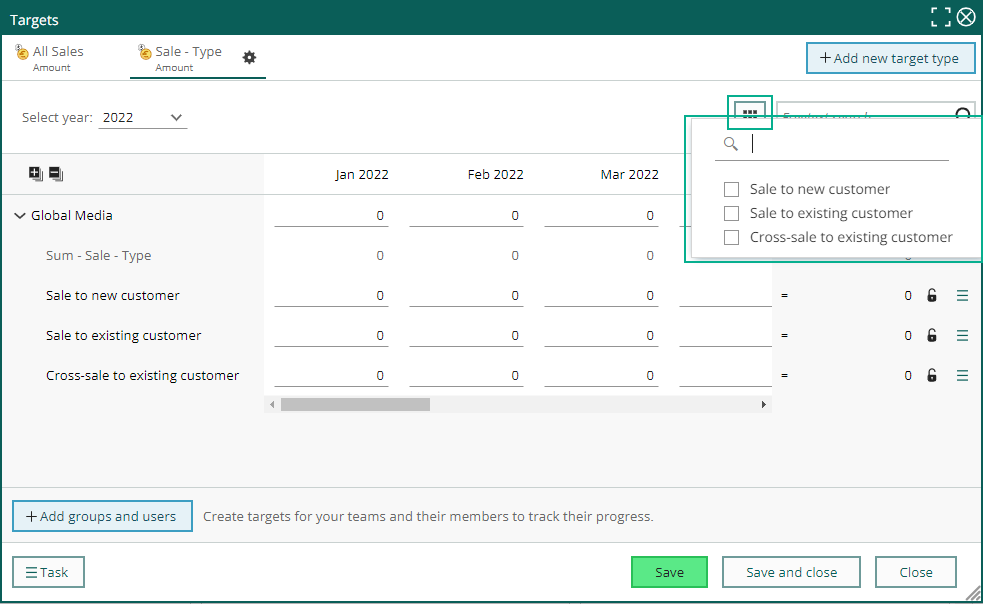 Targets
All Sales
Amount
Sale - Type
Amount
+ Add new target type
Select year: 2022
Jan 2022 Feb 2022 Mar 2022
Sale to new customer
Sale to existing customer
Cross-sale to existing customer
Global Media 0 0 0
Sum - Sale - Type 0 0 0
Sale to new customer 0 0 0 = 0
Sale to existing customer 0 0 0 = 0
Cross-sale to existing customer 0 0 0 = 0
+ Add groups and users Create targets for your teams and their members to track their progress.
Task Save Save and close Close